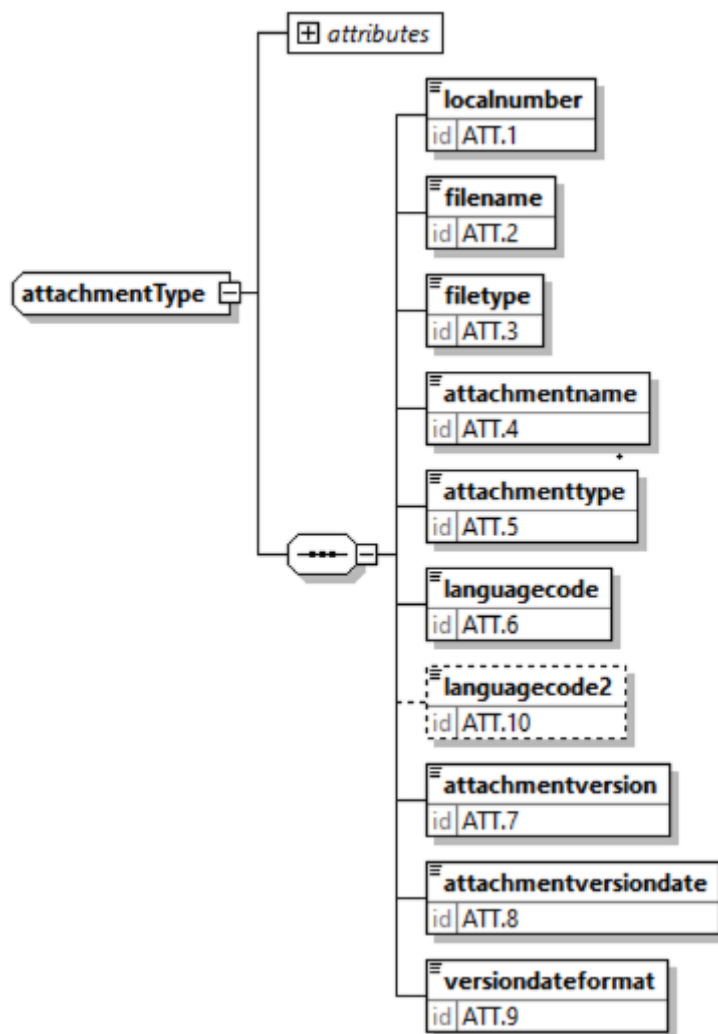 attributes
localnumber
id ATT.1
filename
id ATT.2
filetype
id ATT.3
attachmentType
attachmentname
id ATT.4
attachmenttype
id ATT.5
languagecode
id ATT.6
languagecode2
id ATT.10
attachmentversion
id ATT.7
attachmentversiondate
id ATT.8
versiondateformat
id ATT.9